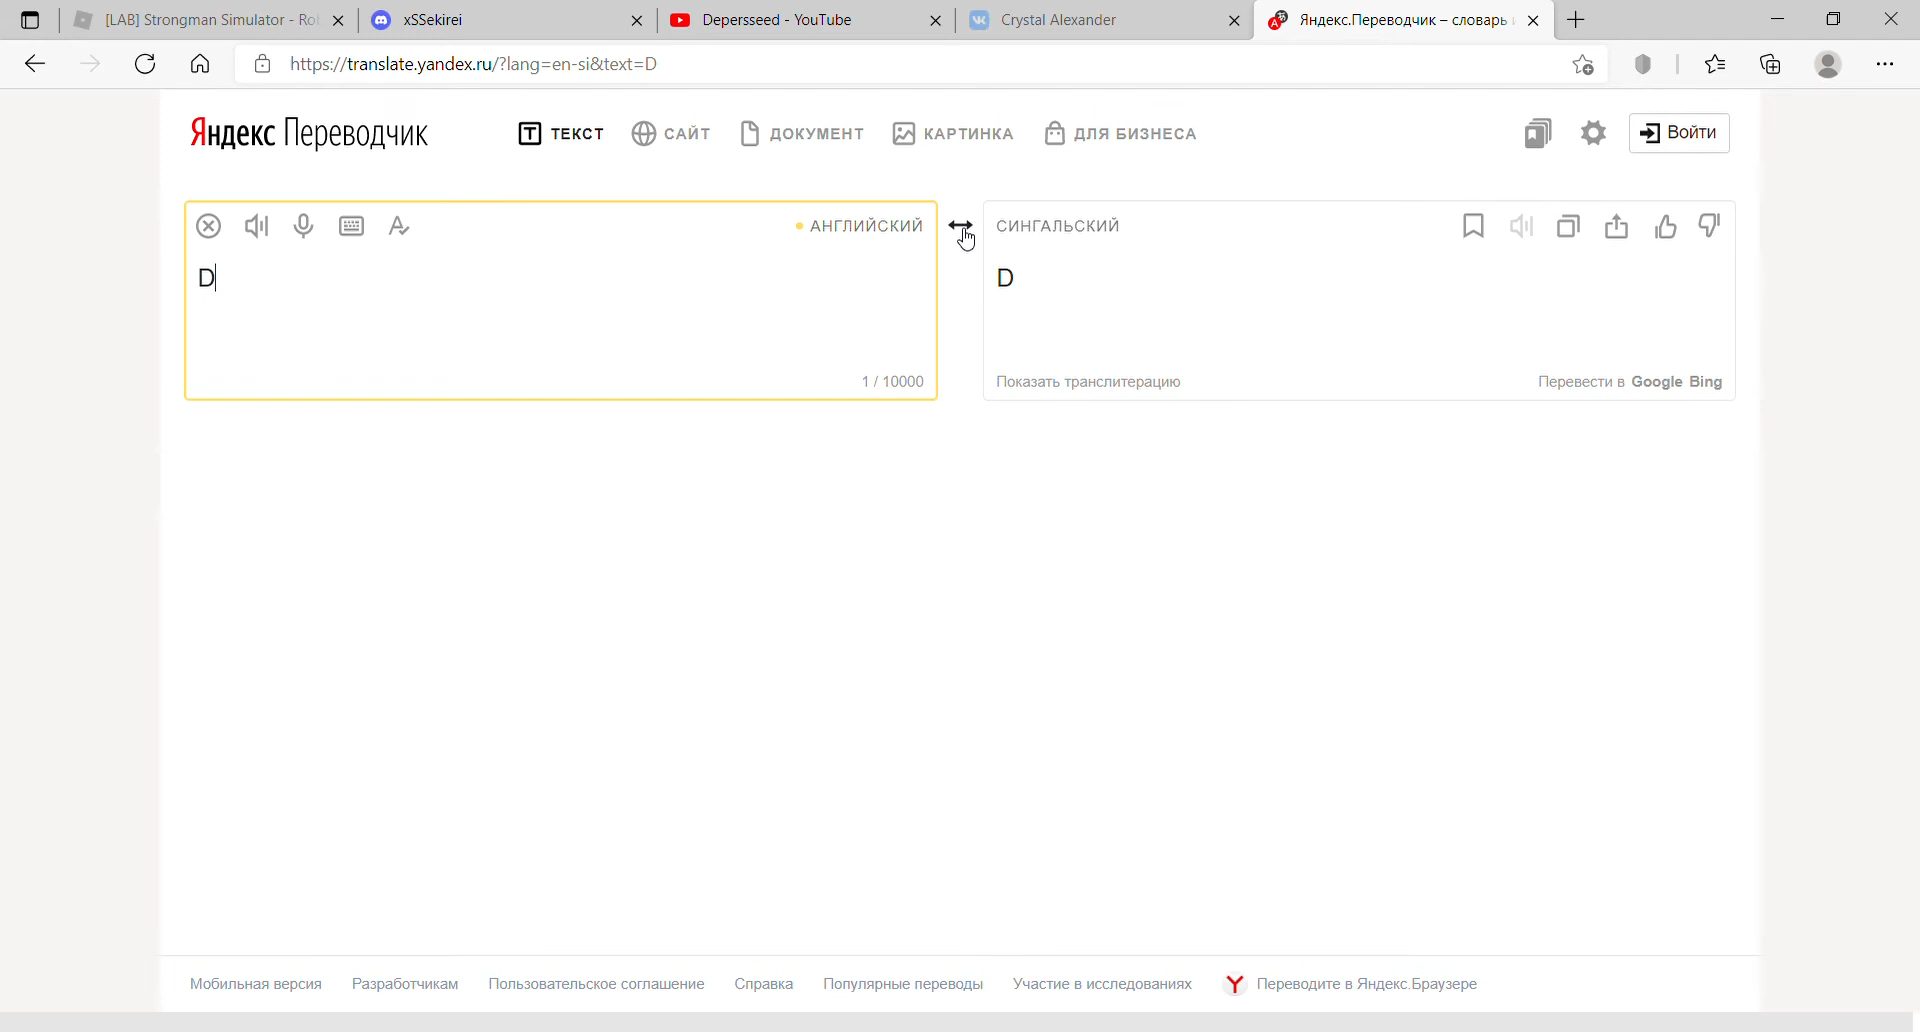 [LAB] Strongman Simulator - Rol
xSSekirei
Depersseed - YouTube
Crystal Alexander
Яндекс.Переводчик – словарь
https://translate.yandex.ru/?lang=en-si&text=D
Яндекс Переводчик
ТЕКСТ
САЙТ
ДОКУМЕНТ
КАРТИНКА
ДЛЯ БИЗНЕСА
Войти
АНГЛИЙСКИЙ
СИНГАЛЬСКИЙ
D
D
1 / 10000
Показать транслитерацию
Перевести в Google Bing
Мобильная версия
Разработчикам
Пользовательское соглашение
Справка
Популярные переводы
Участие в исследованиях
Переводите в Яндекс.Браузере